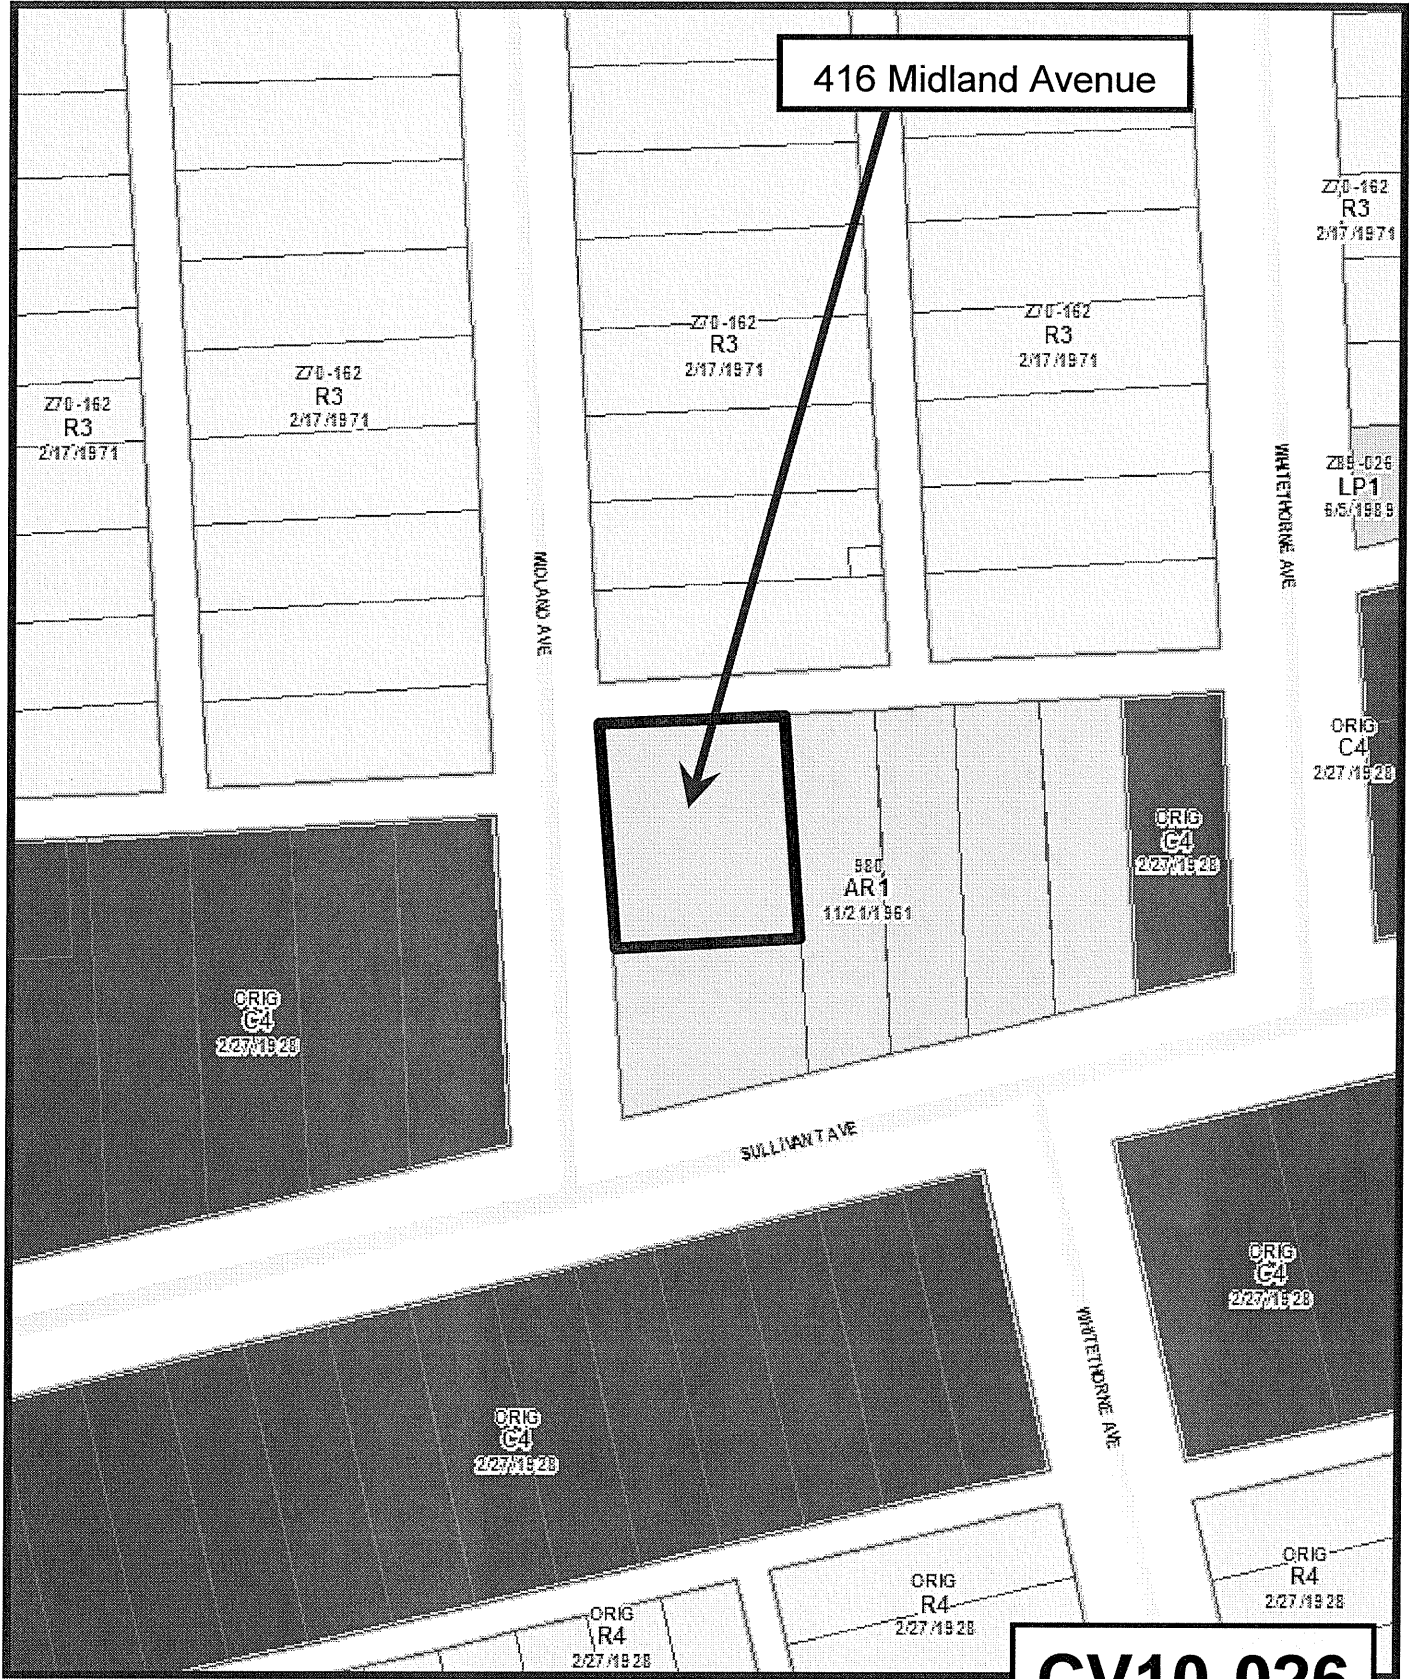 416 Midland Avenue
Z70-162
R3
2/17/1971
Z70-162
R3
2/17/1971
Z70-162
R3
2/17/1971
Z70-162
R3
2/17/1971
Z70-162
R3
2/17/1971
Z89-026
LP1
6/5/1989
MIDLAND AVE
WHITETHORNE AVE
ORIG
C4
2/27/1928
ORIG
C4
2/27/1928
980
AR1
11/21/1961
ORIG
C4
2/27/1928
SULLIVANT AVE
ORIG
C4
2/27/1928
WHITETHORNE AVE
ORIG
C4
2/27/1928
ORIG
R4
2/27/1928
ORIG
R4
2/27/1928
ORIG
R4
2/27/1928
CV10-026